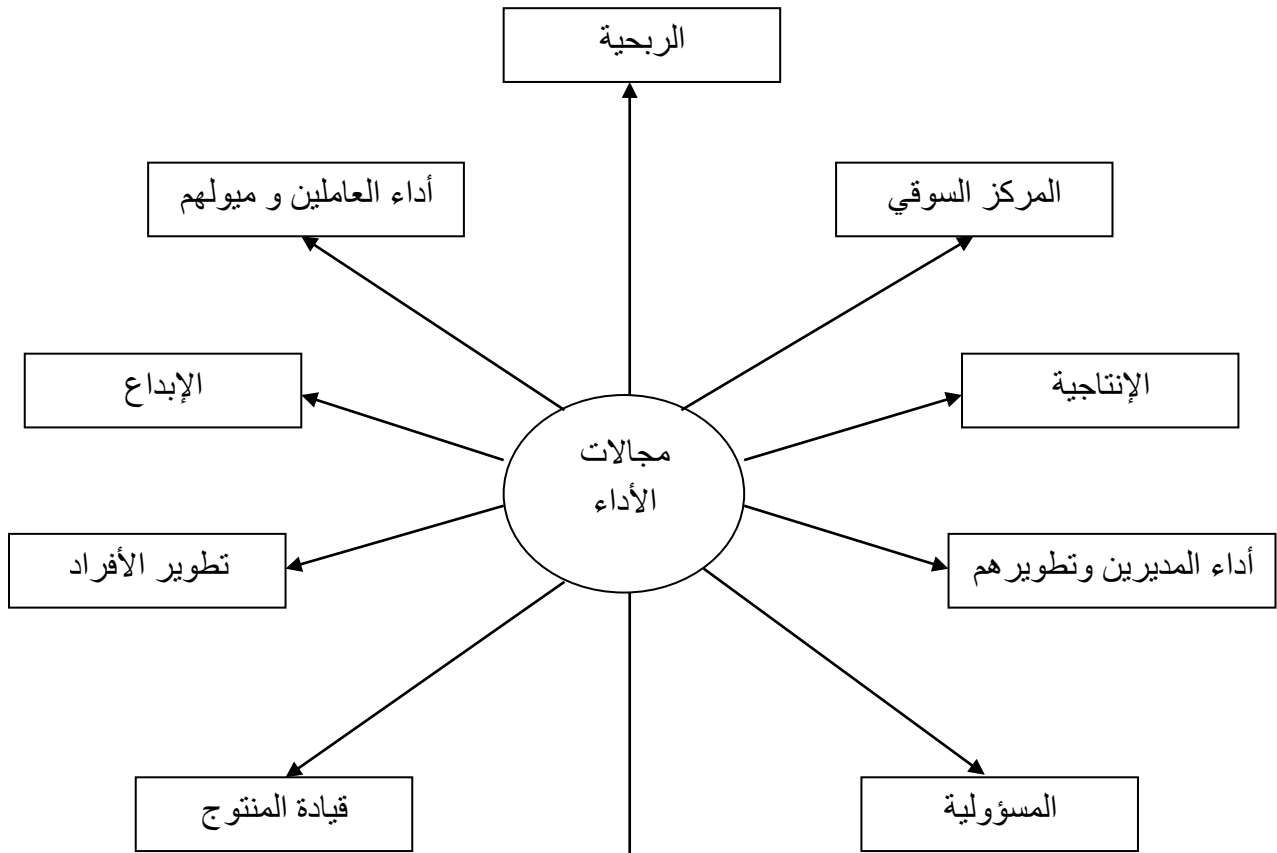 الربحية
المركز السوقي
أداء العاملين و ميولهم
الإنتاجية
الإبداع
مجالات
الأداء
أداء المديرين وتطويرهم
تطوير الأفراد
المسؤولية
قيادة المنتوج